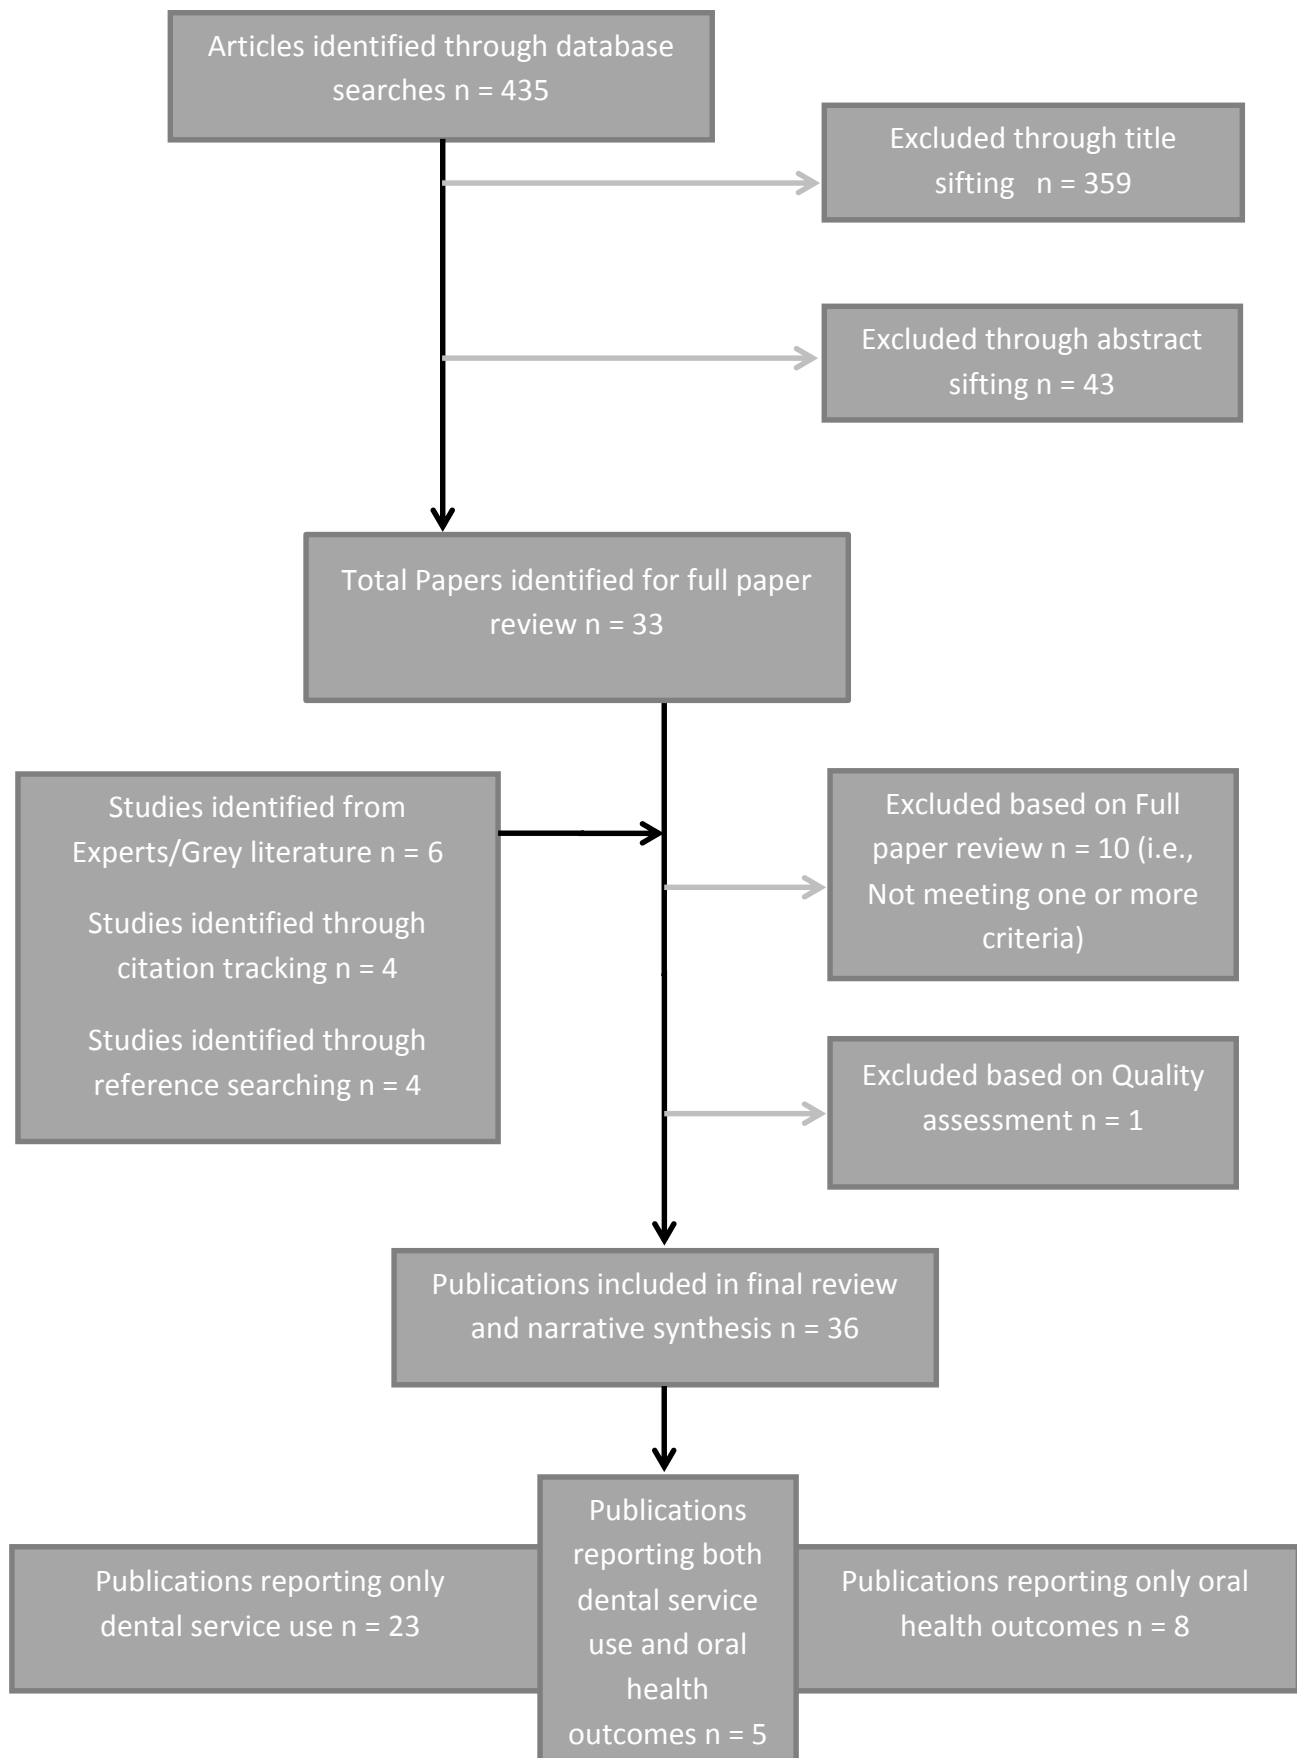 Articles identified through database
searches n = 435
Excluded through title
sifting n = 359
Excluded through abstract
sifting n = 43
Total Papers identified for full paper
review n = 33
Studies identified from
Experts/Grey literature n = 6
Studies identified through
citation tracking n = 4
Studies identified through
reference searching n = 4
Excluded based on Full
paper review n = 10 (i.e.,
Not meeting one or more
criteria)
Excluded based on Quality
assessment n = 1
Publications included in final review
and narrative synthesis n = 36
Publications reporting only
dental service use n = 23
Publications
reporting both
dental service
use and oral
health
outcomes n = 5
Publications reporting only oral
health outcomes n = 8